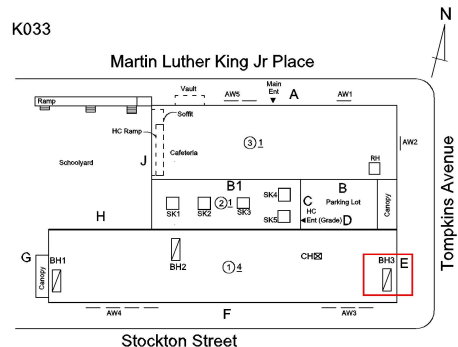 K033
N
Martin Luther King Jr Place
Vault
Main
Ent
A
AW5
AW1
Ramp
Soffit
HC Ramp
J
Cafeteria
3 1
AW2
RH
Schoolyard
B1
B
SK4
C
Parking Lot
Canopy
SK1
SK2
2 1
SK3
HC
SK5
Ent (Grade)
D
H
Tompkins Avenue
G
Canopy
BH1
BH2
1 4
CH
BH3
E
AW4
F
AW3
Stockton Street